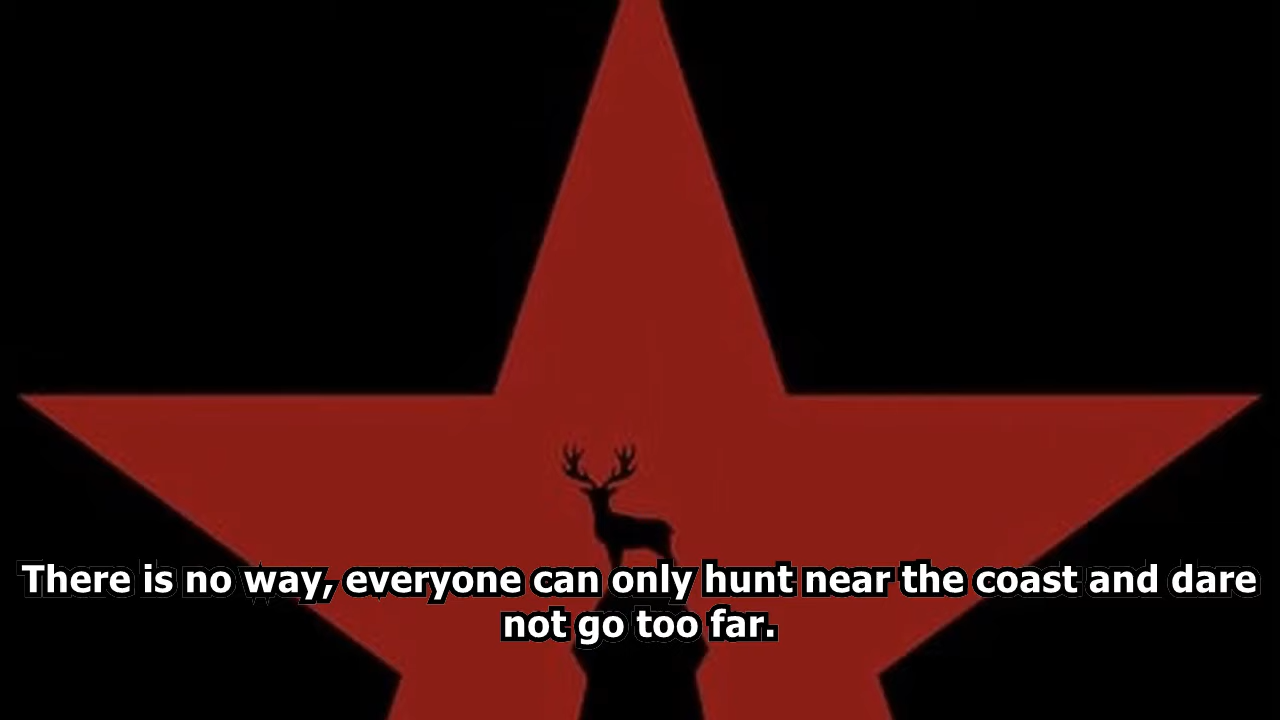 There is no way, everyone can only hunt near the coast and dare
not go too far.